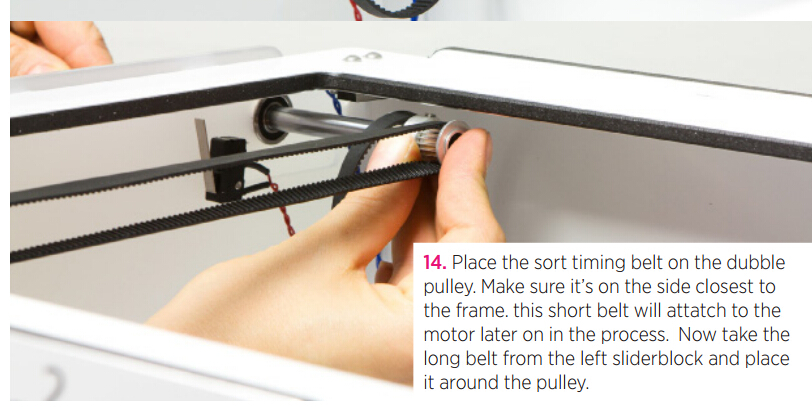 14. Place the sort timing belt on the dubble
pulley. Make sure it's on the side closest to
the frame. this short belt will attatch to the
motor later on in the process. Now take the
long belt from the left sliderblock and place
it around the pulley.